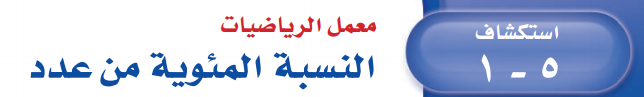 استكشاف
٥ - ١
معمل الرياضيات
النسبة المئوية من عدد